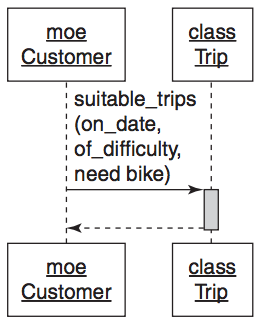 moe
Customer
class
Trip
suitable_trips
(on_date,
of_difficulty,
need bike)
moe
Customer
class
Trip